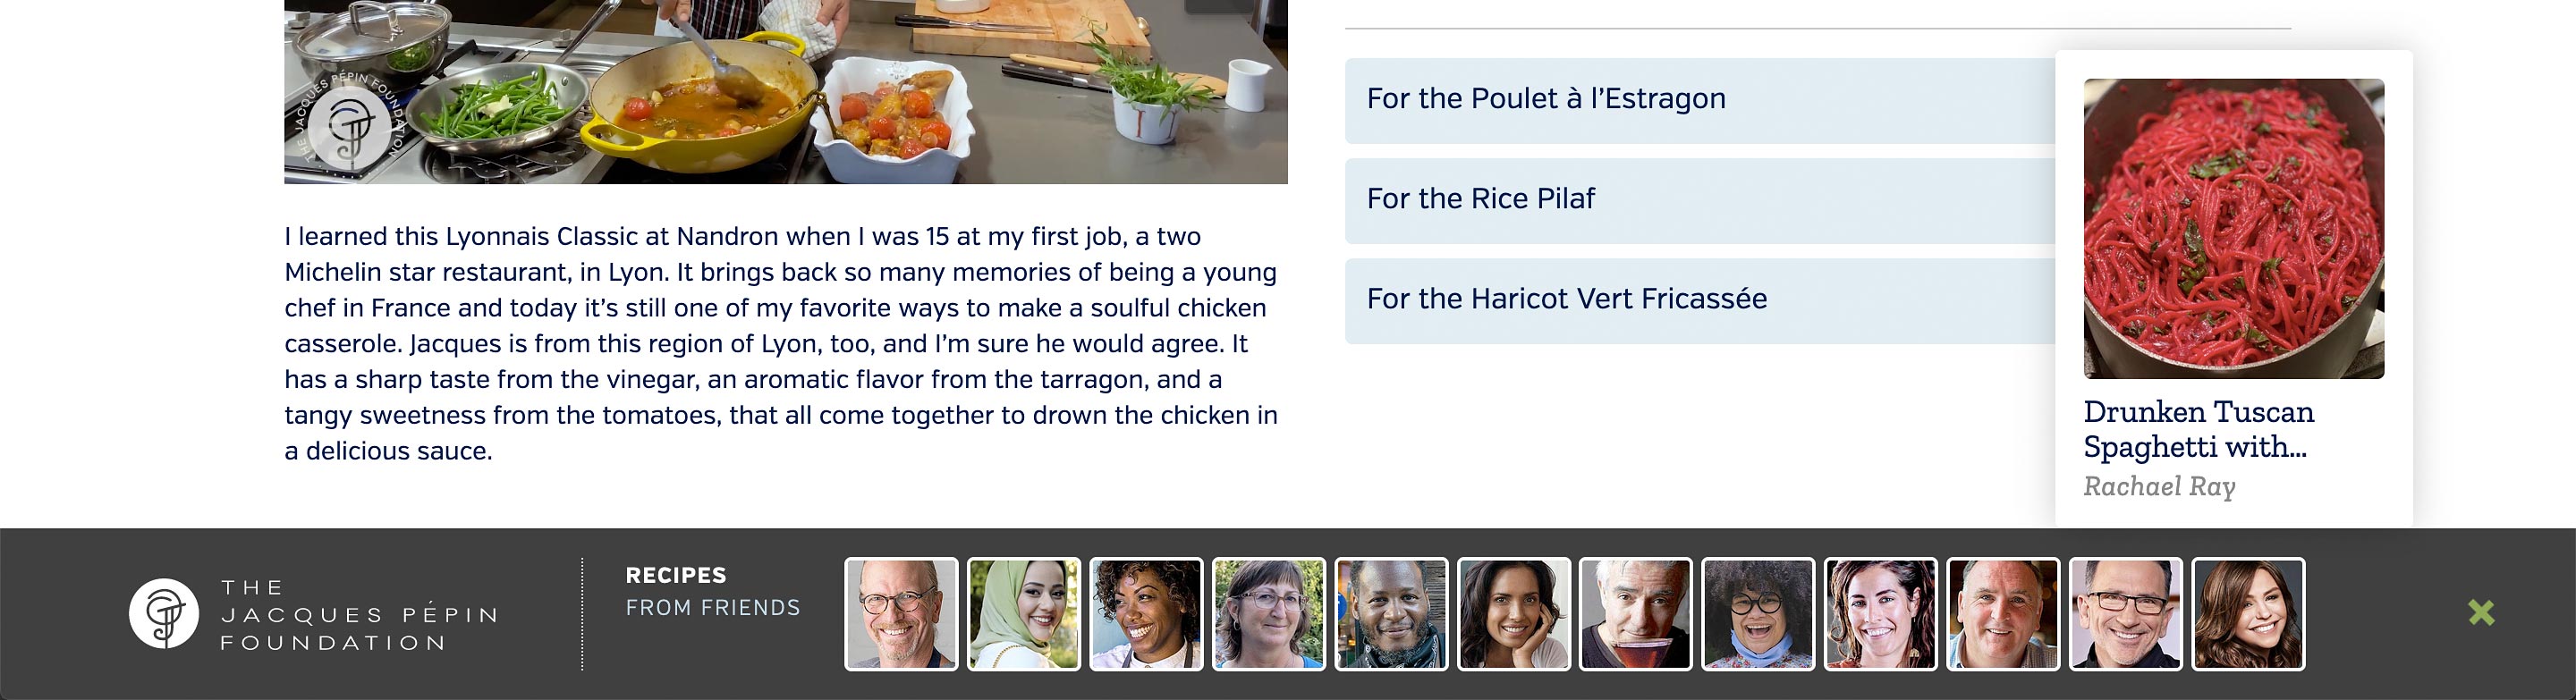 THE JACQUES PÉPIN FOUNDATION
I learned this Lyonnais Classic at Nandron when I was 15 at my first job, a two
Michelin star restaurant, in Lyon. It brings back so many memories of being a young
chef in France and today it’s still one of my favorite ways to make a soulful chicken
casserole. Jacques is from this region of Lyon, too, and I’m sure he would agree. It
has a sharp taste from the vinegar, an aromatic flavor from the tarragon, and a
tangy sweetness from the tomatoes, that all come together to drown the chicken in
a delicious sauce.
For the Poulet à l’Estragon
For the Rice Pilaf
For the Haricot Vert Fricassée
Drunken Tuscan
Spaghetti with...
Rachael Ray
THE
JACQUES PÉPIN
FOUNDATION
RECIPES
FROM FRIENDS